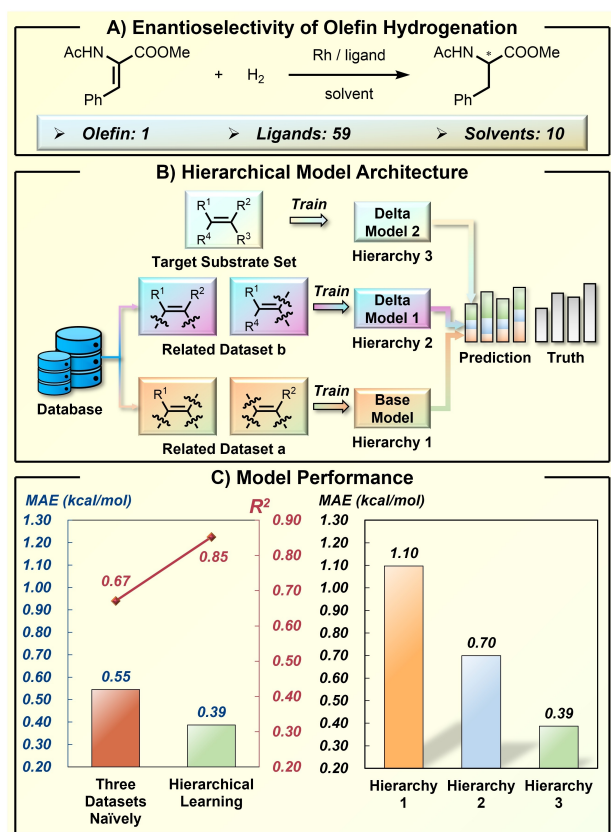 A) Enantioselectivity of Olefin Hydrogenation
AcHN COOMe
Ph
+ H₂
Rh / ligand
solvent
AcHN * COOMe
Ph
➢ Olefin: 1 ➢ Ligands: 59 ➢ Solvents: 10
B) Hierarchical Model Architecture
R¹ R²
R⁴ R³
Target Substrate Set
Train
Delta
Model 2
Hierarchy 3
R¹ R²
R¹
R⁴
Related Dataset b
Train
Delta
Model 1
Hierarchy 2
Database
R¹
R²
Related Dataset a
Train
Base
Model
Hierarchy 1
Prediction
Truth
C) Model Performance
MAE (kcal/mol)
R²
1.30
1.20
1.10
1.00
0.90
0.80
0.70
0.60
0.50
0.40
0.30
0.20
0.67
0.85
0.55
0.39
0.90
0.80
0.70
0.60
0.50
0.40
0.30
0.20
Three
Datasets
Naïvely
Hierarchical
Learning
MAE (kcal/mol)
1.30
1.20
1.10
1.00
0.90
0.80
0.70
0.60
0.50
0.40
0.30
0.20
1.10
0.70
0.39
Hierarchy
1
Hierarchy
2
Hierarchy
3